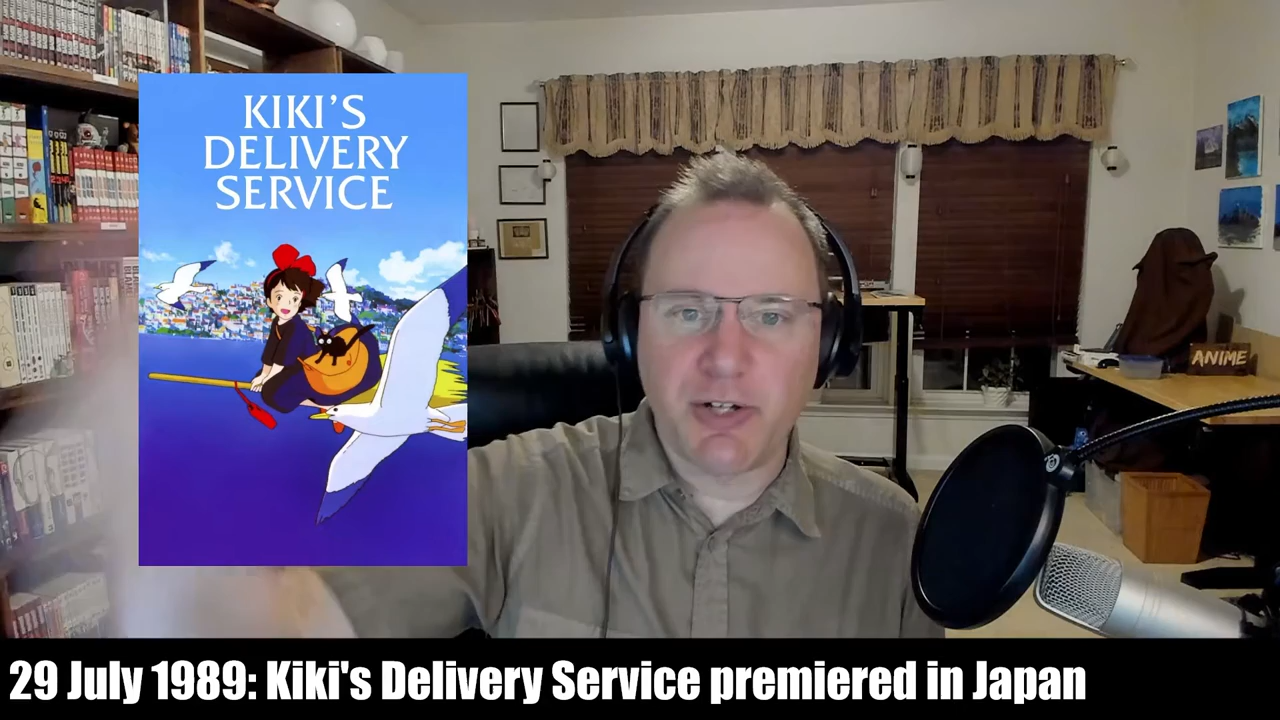 KIKI'S
DELIVERY
SERVICE
ANIME
29 July 1989: Kiki's Delivery Service premiered in Japan